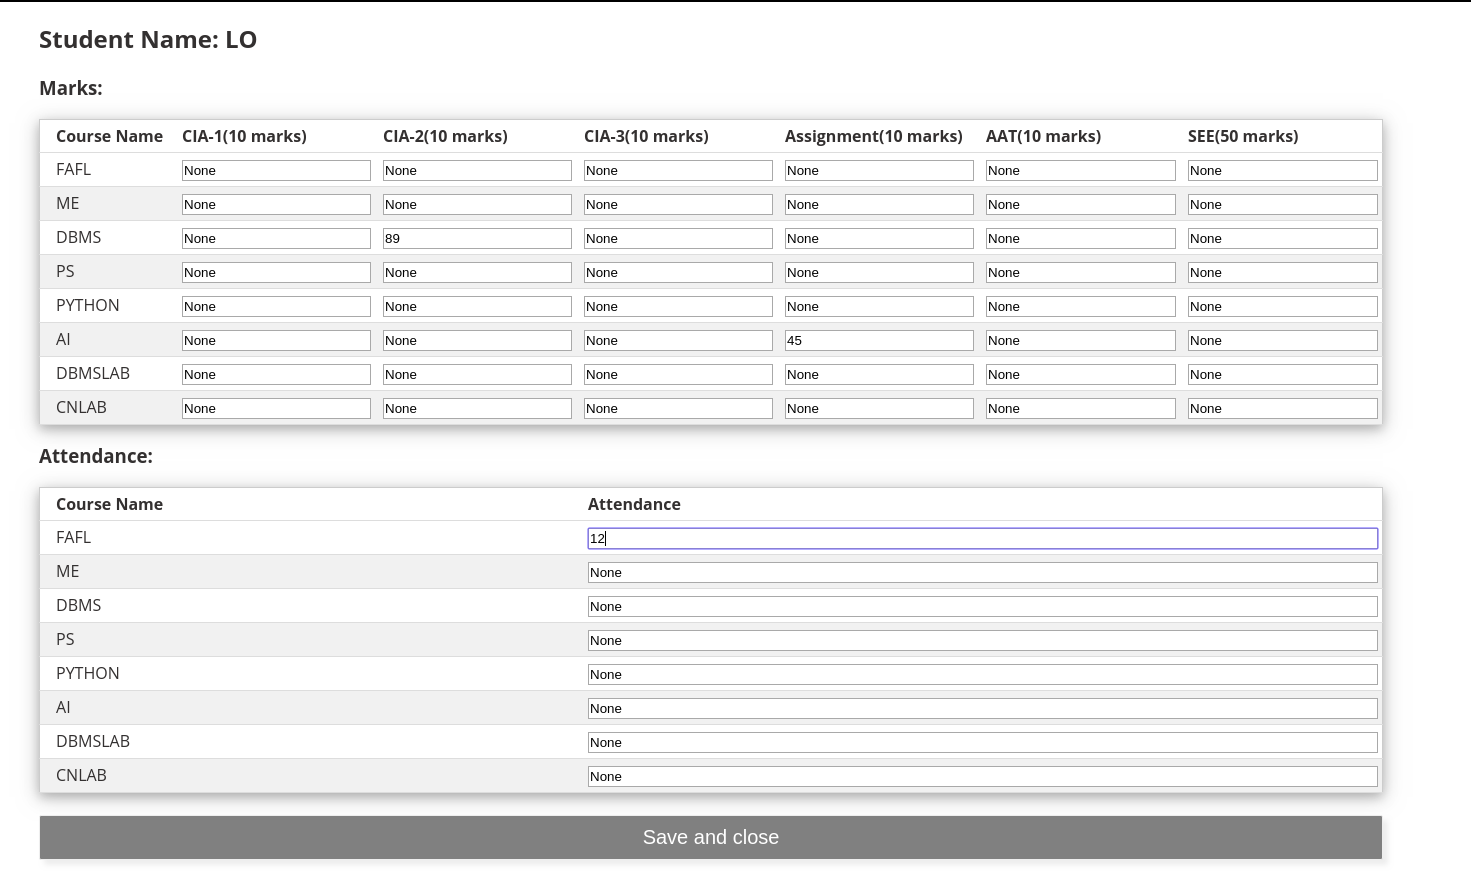 Student Name: LO
Marks:
Course Name CIA-1(10 marks) CIA-2(10 marks) CIA-3(10 marks) Assignment(10 marks) AAT(10 marks) SEE(50 marks)
FAFL None None None None None None
ME None None None None None None
DBMS None 89 None None None None
PS None None None None None None
PYTHON None None None None None None
AI None None None 45 None None
DBMSLAB None None None None None None
CNLAB None None None None None None
Attendance:
Course Name Attendance
FAFL 12
ME None
DBMS None
PS None
PYTHON None
AI None
DBMSLAB None
CNLAB None
Save and close